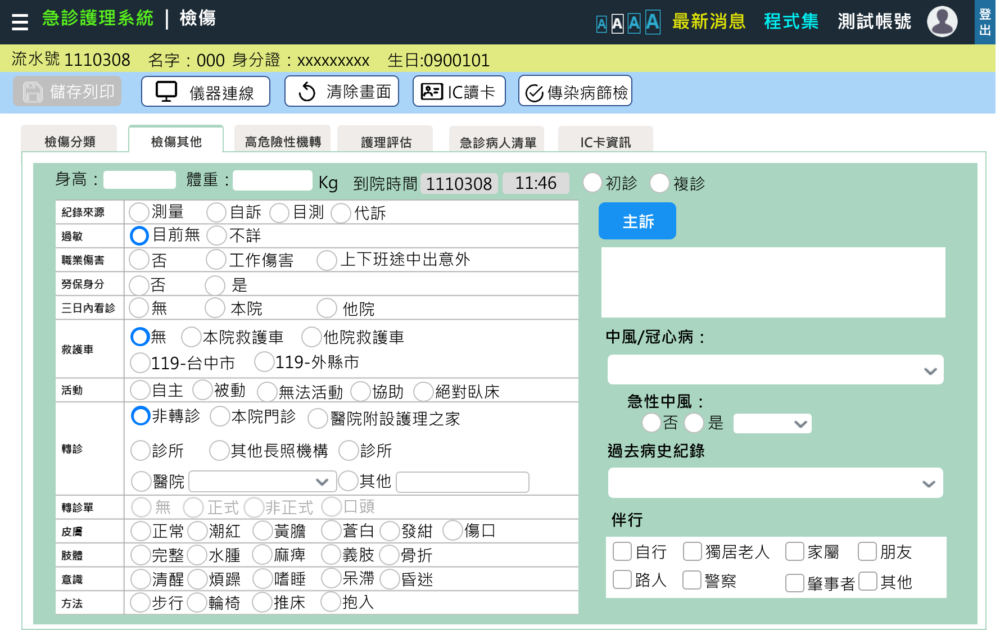 急診護理系統 | 檢傷 A A A A 最新消息 程式集 測試帳號 登出
流水號 1110308 名字：000 身分證：xxxxxxxxx 生日:0900101
儲存列印 儀器連線 清除畫面 IC讀卡 傳染病篩檢
檢傷分類 檢傷其他 高危險性機轉 護理評估 急診病人清單 IC卡資訊
身高： 體重： Kg 到院時間 1110308 11:46 初診 複診
紀錄來源 測量 自訴 目測 代訴
過敏 目前無 不詳
職業傷害 否 工作傷害 上下班途中出意外
勞保身分 否 是
三日內看診 無 本院 他院
救護車 無 本院救護車 他院救護車
119-台中市 119-外縣市
活動 自主 被動 無法活動 協助 絕對臥床
轉診 非轉診 本院門診 醫院附設護理之家
診所 其他長照機構 診所
醫院 其他
轉診單 無 正式 非正式 口頭
皮膚 正常 潮紅 黃膽 蒼白 發紺 傷口
肢體 完整 水腫 麻痺 義肢 骨折
意識 清醒 煩躁 嗜睡 呆滯 昏迷
方法 步行 輪椅 推床 抱入
主訴
中風/冠心病：
急性中風：
否 是
過去病史紀錄
伴行
自行 獨居老人 家屬 朋友
路人 警察 肇事者 其他